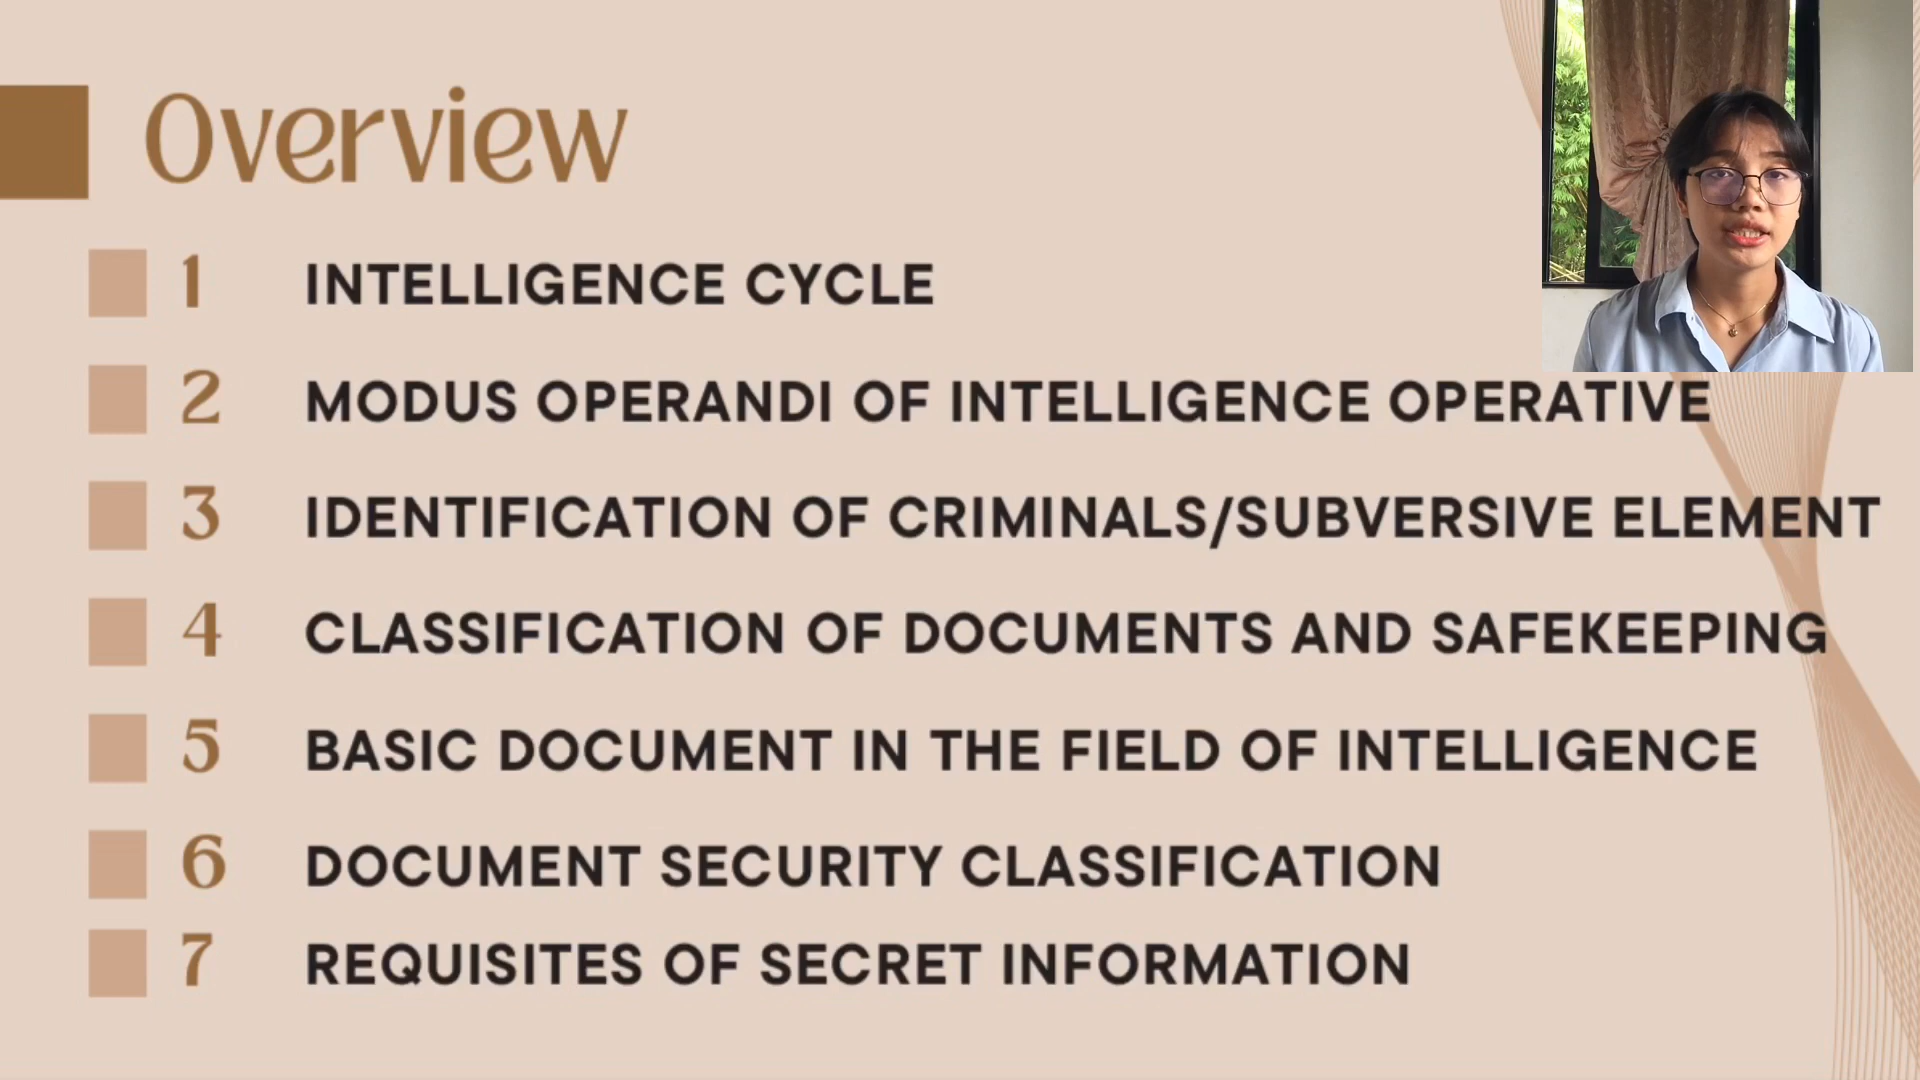 Overview
1 INTELLIGENCE CYCLE
2 MODUS OPERANDI OF INTELLIGENCE OPERATIVE
3 IDENTIFICATION OF CRIMINALS/SUBVERSIVE ELEMENT
4 CLASSIFICATION OF DOCUMENTS AND SAFEKEEPING
5 BASIC DOCUMENT IN THE FIELD OF INTELLIGENCE
6 DOCUMENT SECURITY CLASSIFICATION
7 REQUISITES OF SECRET INFORMATION